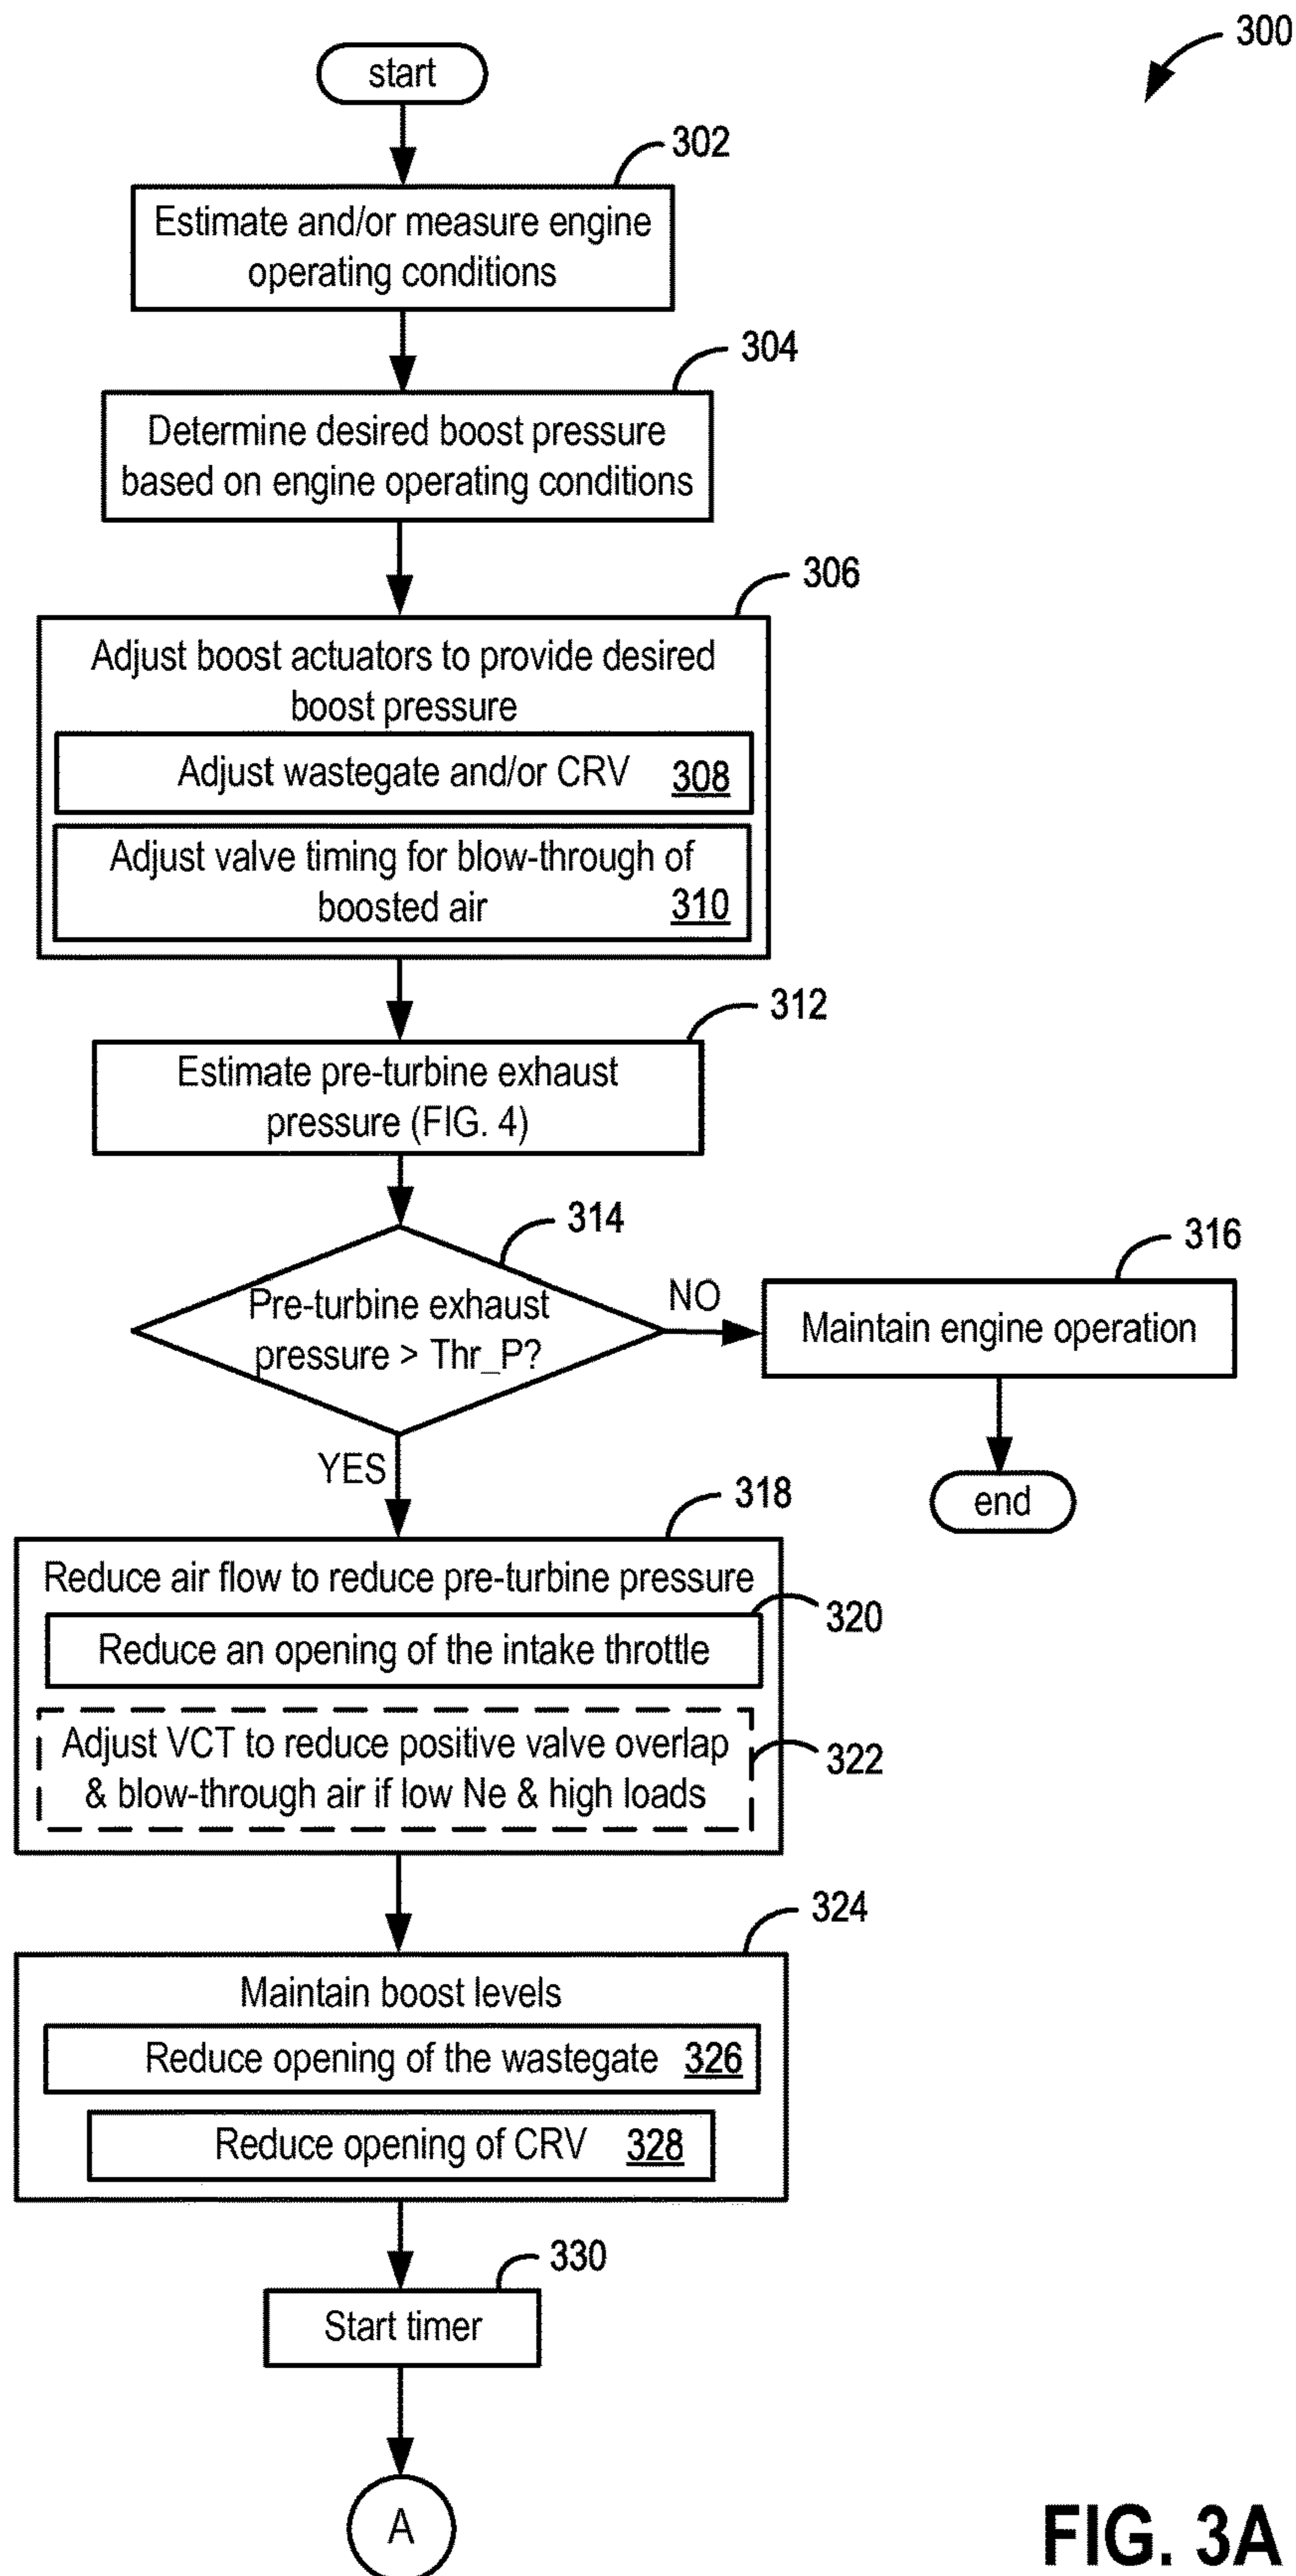 300
start
302
Estimate and/or measure engine
operating conditions
304
Determine desired boost pressure
based on engine operating conditions
306
Adjust boost actuators to provide desired
boost pressure
Adjust wastegate and/or CRV 308
Adjust valve timing for blow-through of
boosted air 310
312
Estimate pre-turbine exhaust
pressure (FIG. 4)
314
Pre-turbine exhaust
pressure > Thr_P?
NO
316
Maintain engine operation
end
YES
318
Reduce air flow to reduce pre-turbine pressure
320
Reduce an opening of the intake throttle
Adjust VCT to reduce positive valve overlap
& blow-through air if low Ne & high loads
322
324
Maintain boost levels
Reduce opening of the wastegate 326
Reduce opening of CRV 328
330
Start timer
A
FIG. 3A